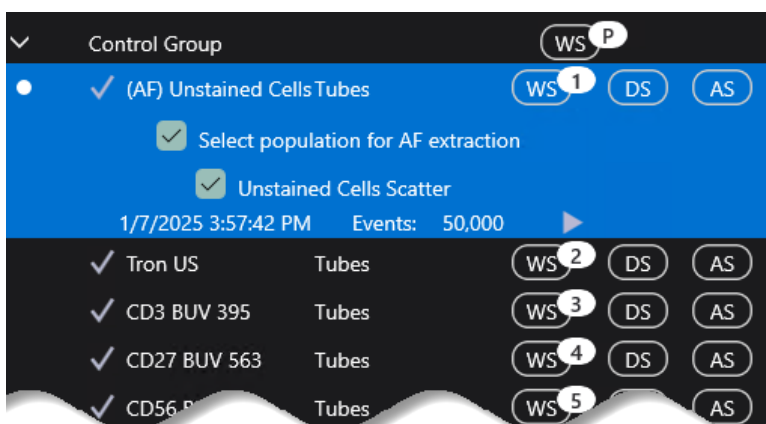 Control Group WS P
(AF) Unstained Cells Tubes WS 1 DS AS
Select population for AF extraction
Unstained Cells Scatter
1/7/2025 3:57:42 PM Events: 50,000
Tron US Tubes WS 2 DS AS
CD3 BUV 395 Tubes WS 3 DS AS
CD27 BUV 563 Tubes WS 4 DS AS
CD56 Tubes WS 5 AS